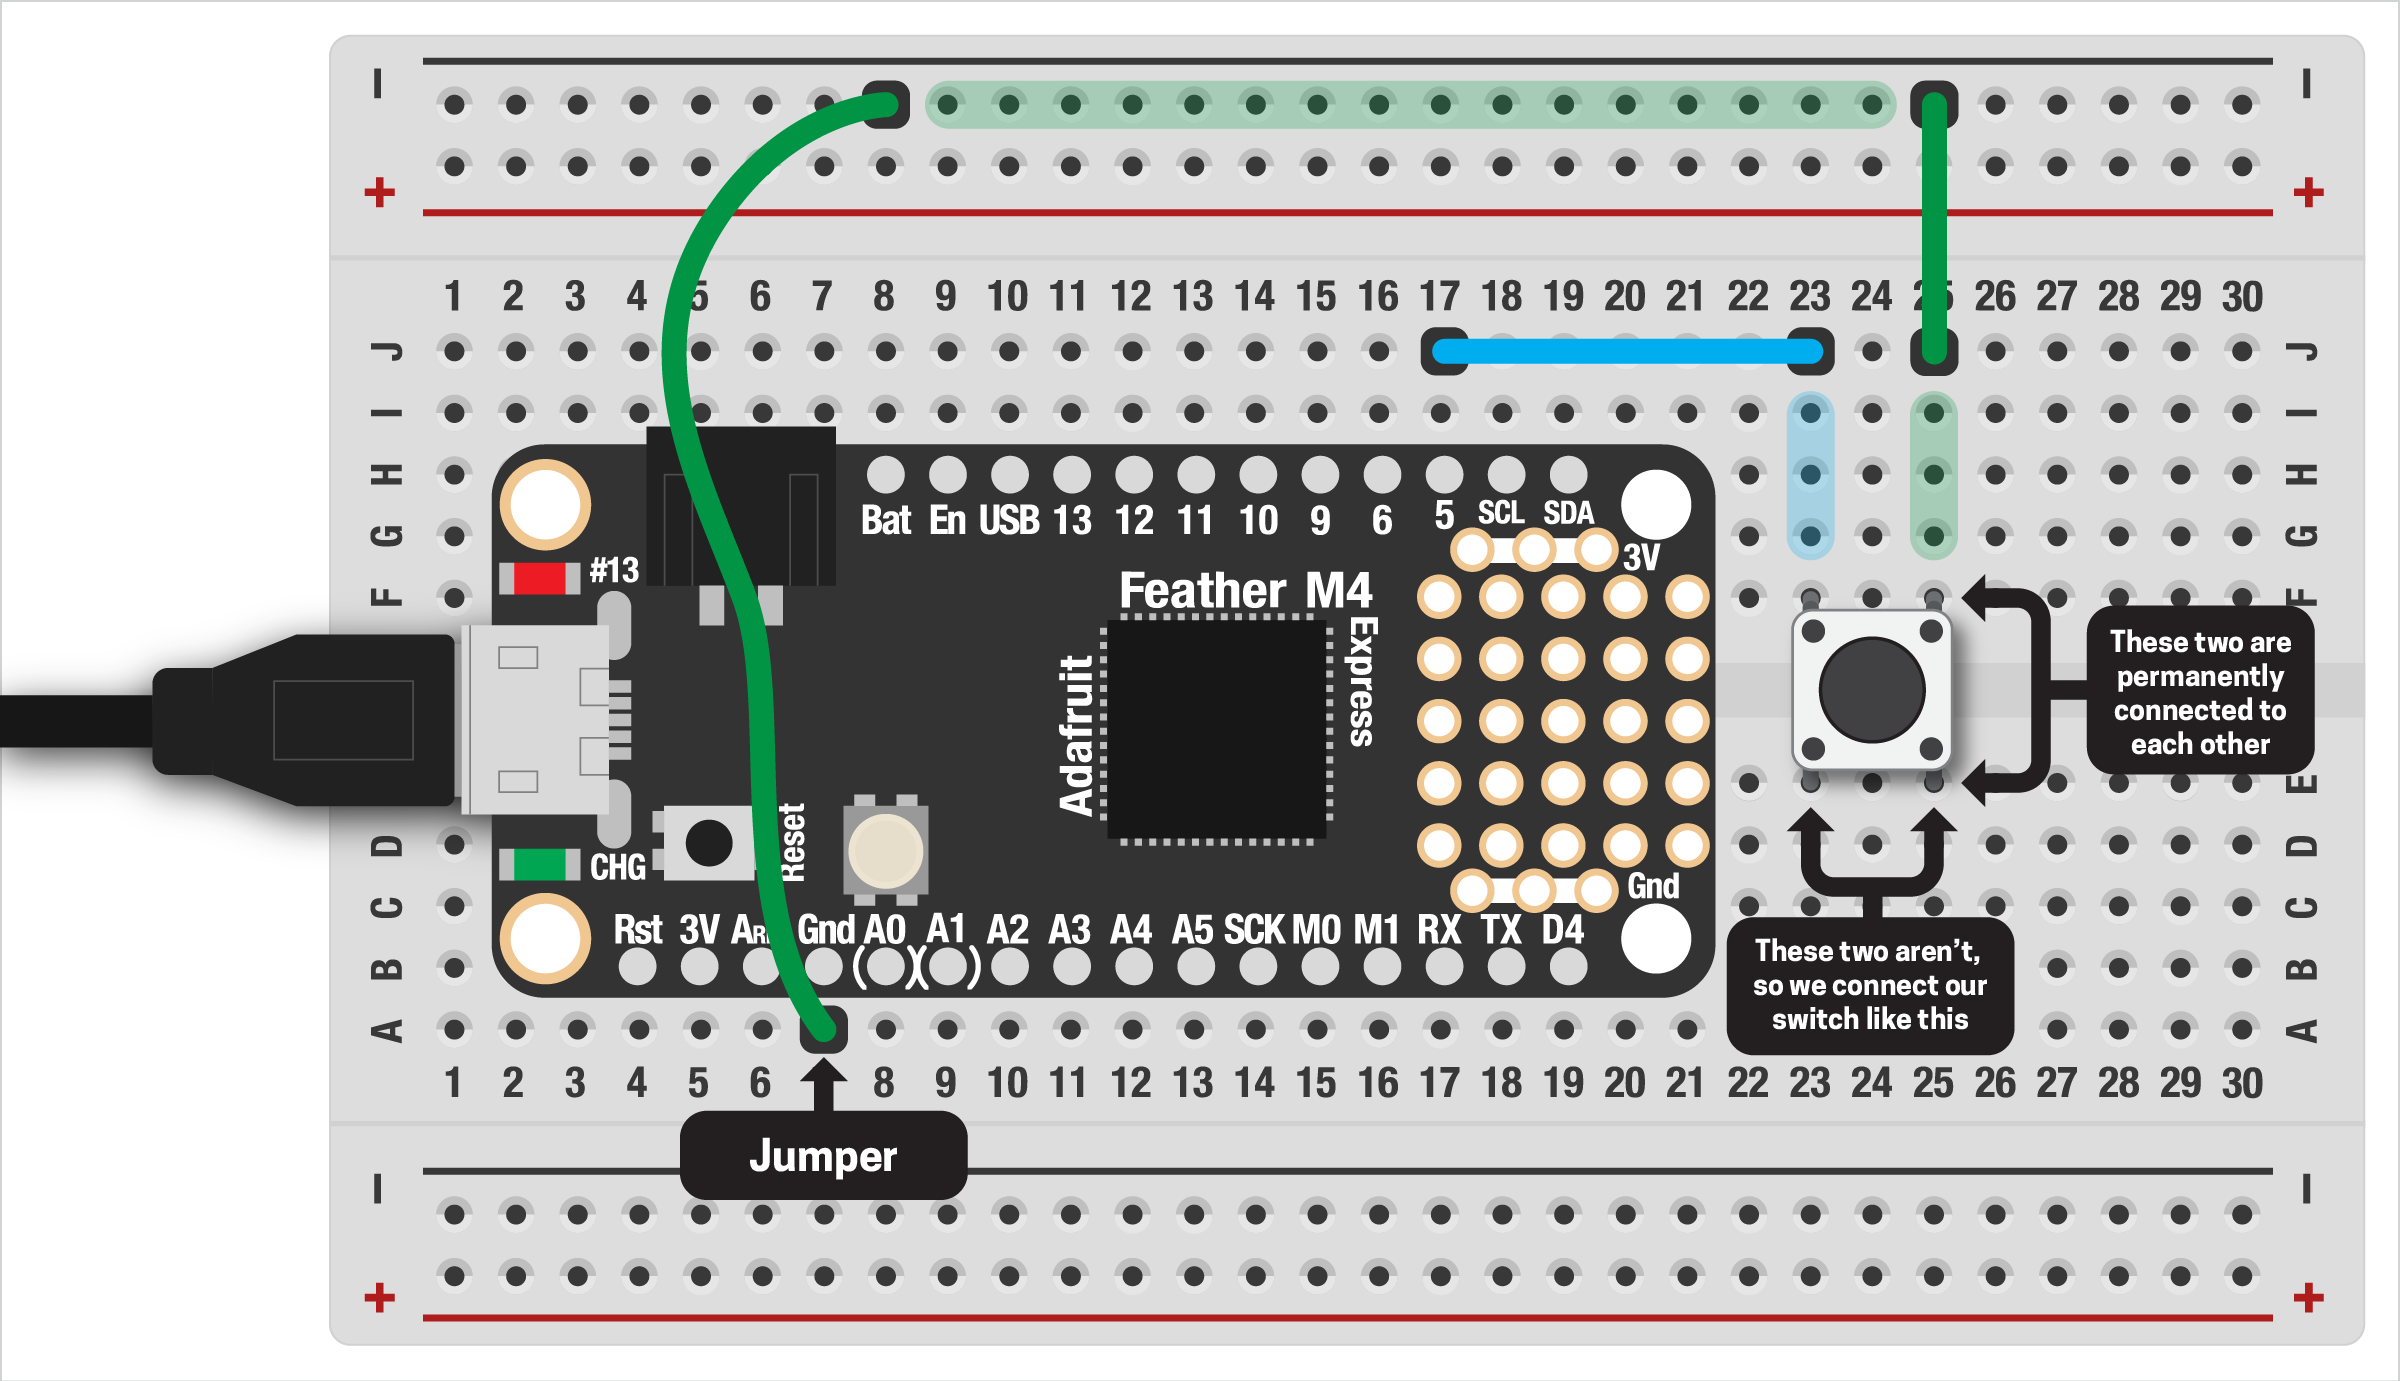 – –
+ +
1 2 3 4 5 6 7 8 9 10 11 12 13 14 15 16 17 18 19 20 21 22 23 24 25 26 27 28 29 30
J J
I I
H H
G G
F F
Bat En USB 13 12 11 10 9 6 5 SCL SDA
3V
#13
Feather M4
Express
Adafruit
These two are
permanently
connected to
each other
E
Reset
CHG
D D
Gnd
C C
Rst 3V Gnd A0 A1 A2 A3 A4 A5 SCK M0 M1 RX TX D4
( )( )
These two aren’t,
so we connect our
switch like this
B B
A A
1 2 3 4 5 6 8 9 10 11 12 13 14 15 16 17 18 19 20 21 22 23 24 25 26 27 28 29 30
Jumper
– –
+ +